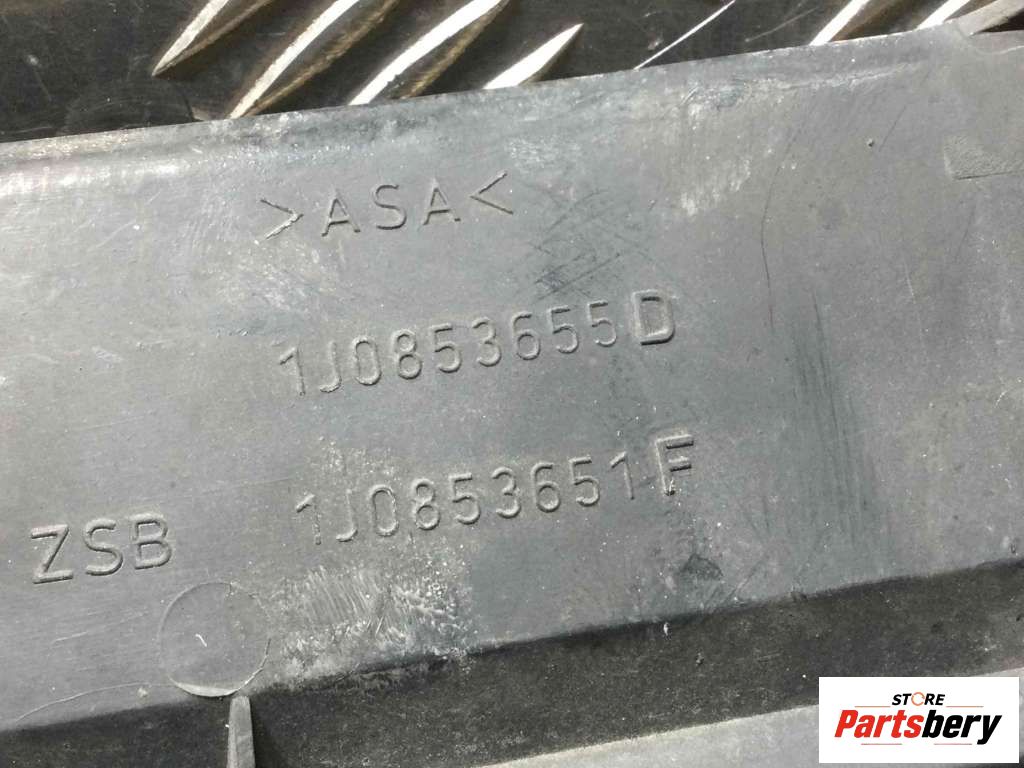 >ASA<
1J0853655D
ZSB 1J0853651F
STORE
Partsbery